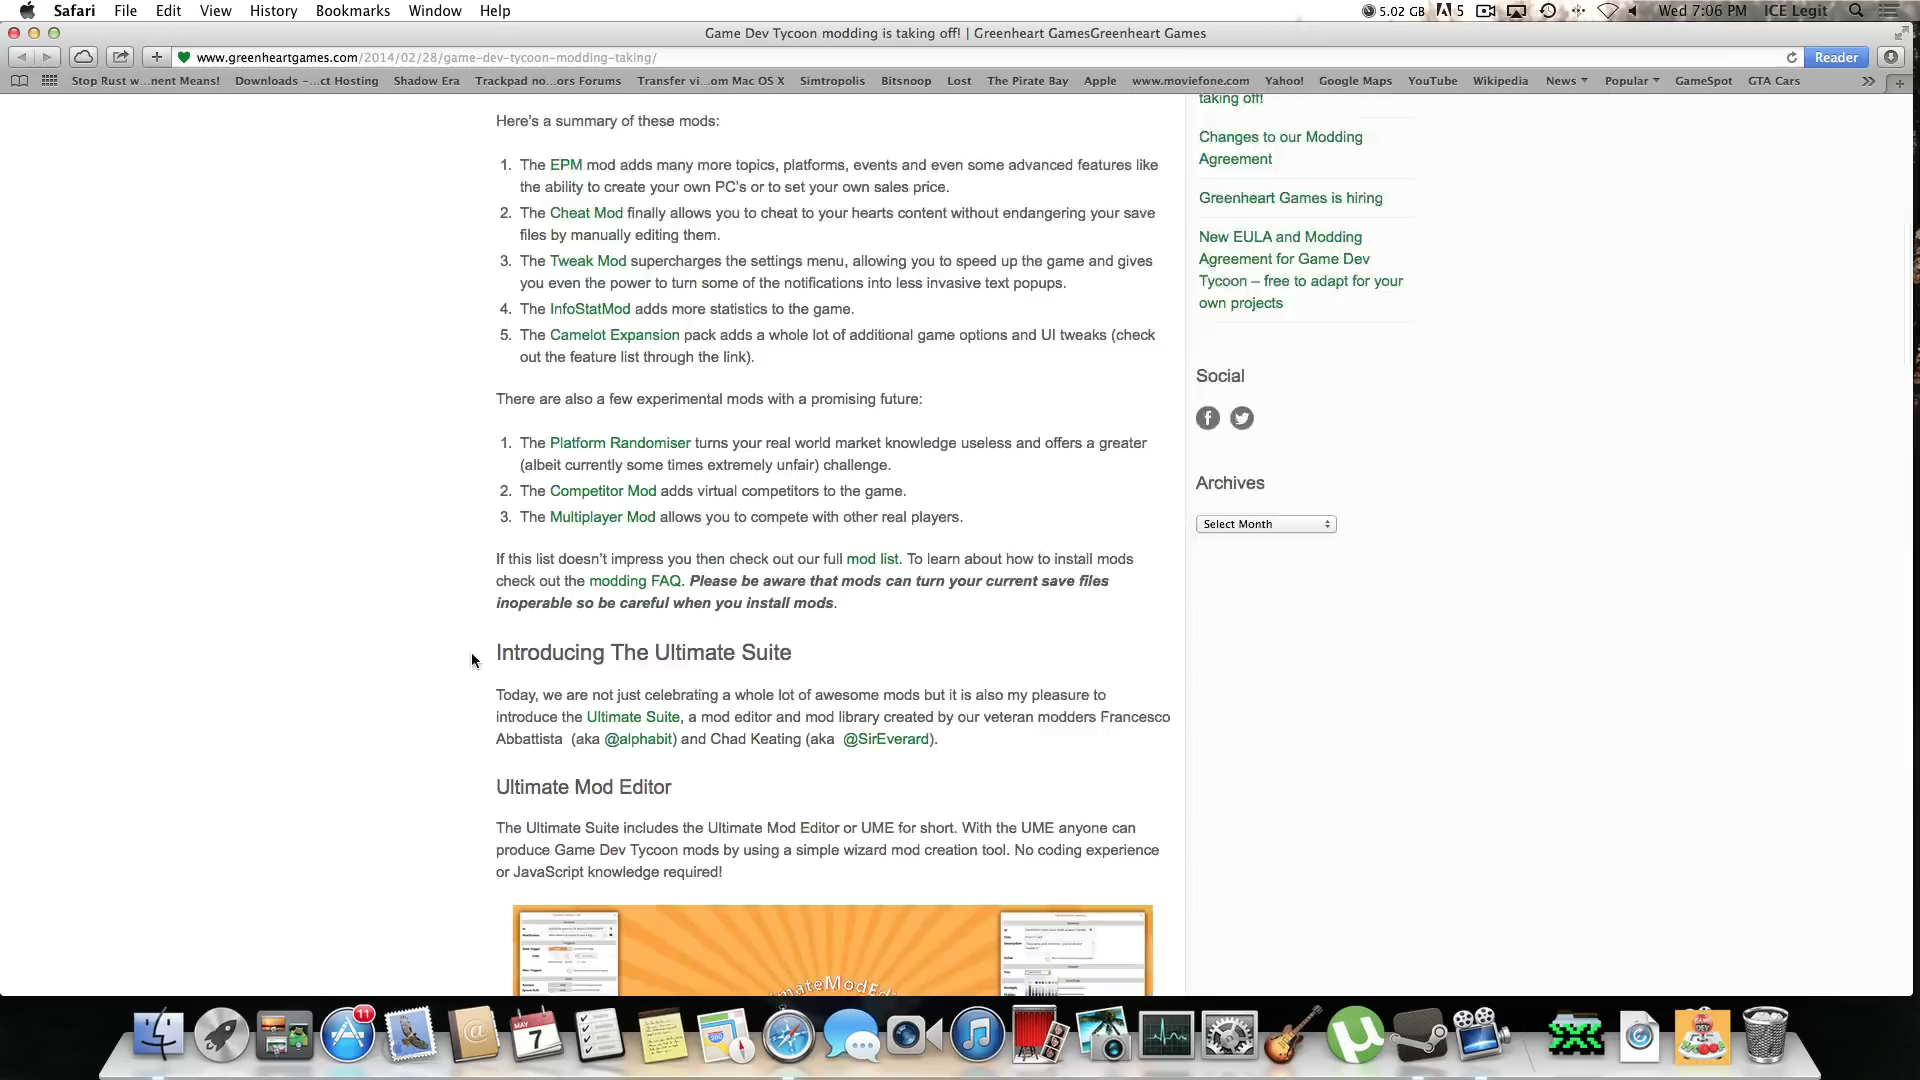 Safari File Edit View History Bookmarks Window Help 5.02 GB 5 Wed 7:06 PM ICE Legit
Game Dev Tycoon modding is taking off! | Greenheart GamesGreenheart Games
www.greenheartgames.com/2014/02/28/game-dev-tycoon-modding-taking/ Reader
Stop Rust w...nent Means! Downloads -...ct Hosting Shadow Era Trackpad no...ors Forums Transfer vi...om Mac OS X Simtropolis Bitsnoop Lost The Pirate Bay Apple www.moviefone.com Yahoo! Google Maps YouTube Wikipedia News Popular GameSpot GTA Cars
Here's a summary of these mods:
1. The EPM mod adds many more topics, platforms, events and even some advanced features like
the ability to create your own PC's or to set your own sales price.
2. The Cheat Mod finally allows you to cheat to your hearts content without endangering your save
files by manually editing them.
3. The Tweak Mod supercharges the settings menu, allowing you to speed up the game and gives
you even the power to turn some of the notifications into less invasive text popups.
4. The InfoStatMod adds more statistics to the game.
5. The Camelot Expansion pack adds a whole lot of additional game options and UI tweaks (check
out the feature list through the link).
There are also a few experimental mods with a promising future:
1. The Platform Randomiser turns your real world market knowledge useless and offers a greater
(albeit currently some times extremely unfair) challenge.
2. The Competitor Mod adds virtual competitors to the game.
3. The Multiplayer Mod allows you to compete with other real players.
If this list doesn't impress you then check out our full mod list. To learn about how to install mods
check out the modding FAQ. Please be aware that mods can turn your current save files
inoperable so be careful when you install mods.
Introducing The Ultimate Suite
Today, we are not just celebrating a whole lot of awesome mods but it is also my pleasure to
introduce the Ultimate Suite, a mod editor and mod library created by our veteran modders Francesco
Abbattista (aka @alphabit) and Chad Keating (aka @SirEverard).
Ultimate Mod Editor
The Ultimate Suite includes the Ultimate Mod Editor or UME for short. With the UME anyone can
produce Game Dev Tycoon mods by using a simple wizard mod creation tool. No coding experience
or JavaScript knowledge required!
taking off!
Changes to our Modding
Agreement
Greenheart Games is hiring
New EULA and Modding
Agreement for Game Dev
Tycoon – free to adapt for your
own projects
Social
Archives
Select Month
11
MAY
7